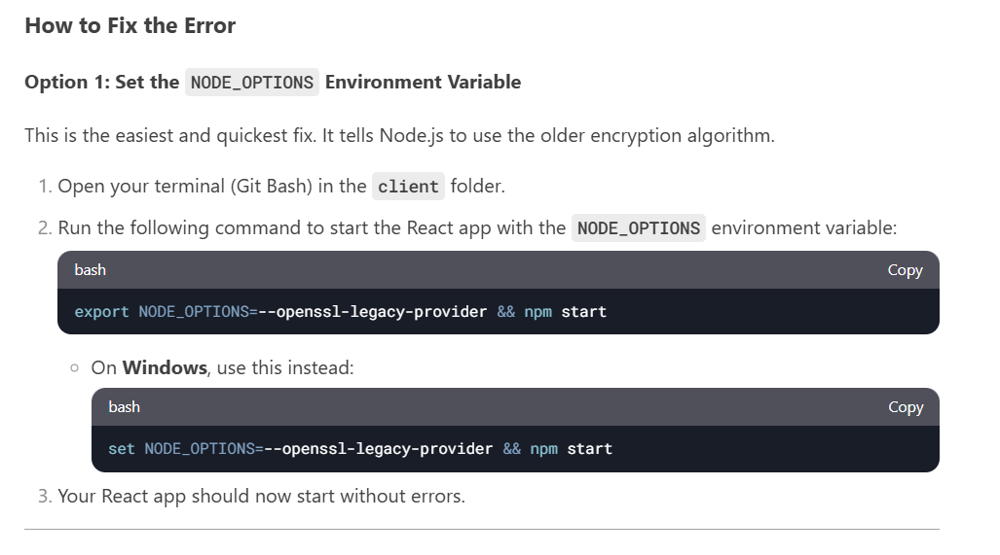 How to Fix the Error
Option 1: Set the NODE_OPTIONS Environment Variable
This is the easiest and quickest fix. It tells Node.js to use the older encryption algorithm.
1. Open your terminal (Git Bash) in the client folder.
2. Run the following command to start the React app with the NODE_OPTIONS environment variable:
bash Copy
export NODE_OPTIONS=--openssl-legacy-provider && npm start
○ On Windows, use this instead:
bash Copy
set NODE_OPTIONS=--openssl-legacy-provider && npm start
3. Your React app should now start without errors.